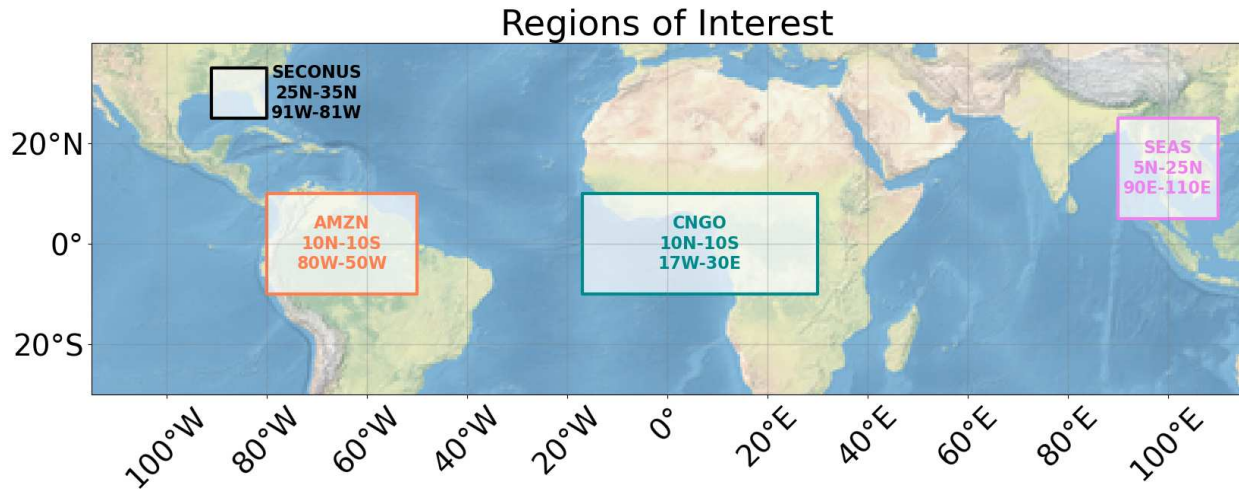 Regions of Interest
SECONUS
25N-35N
91W-81W
SEAS
5N-25N
90E-110E
AMZN
10N-10S
80W-50W
CNGO
10N-10S
17W-30E
20°N
0°
20°S
100°W
80°W
60°W
40°W
20°W
0°
20°E
40°E
60°E
80°E
100°E